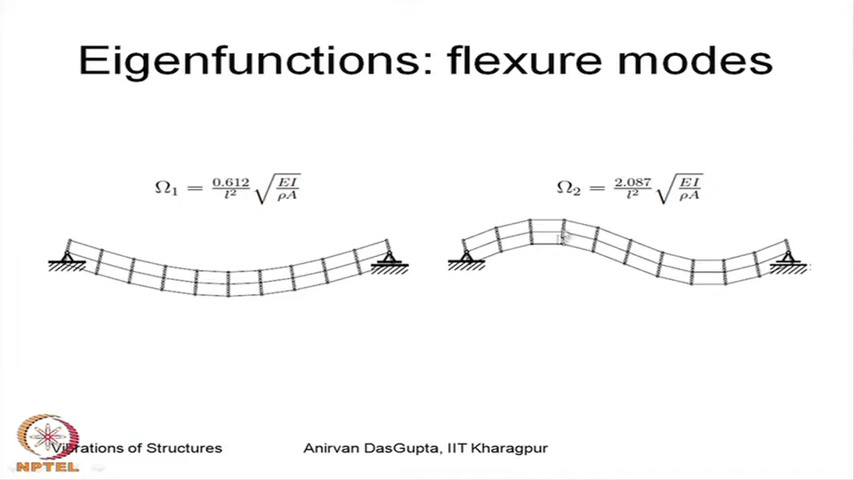 Eigenfunctions: flexure modes
Ω₁ = 0.612/l² √(EI/ρA)
Ω₂ = 2.087/l² √(EI/ρA)
Vibrations of Structures
Anirvan DasGupta, IIT Kharagpur
NPTEL